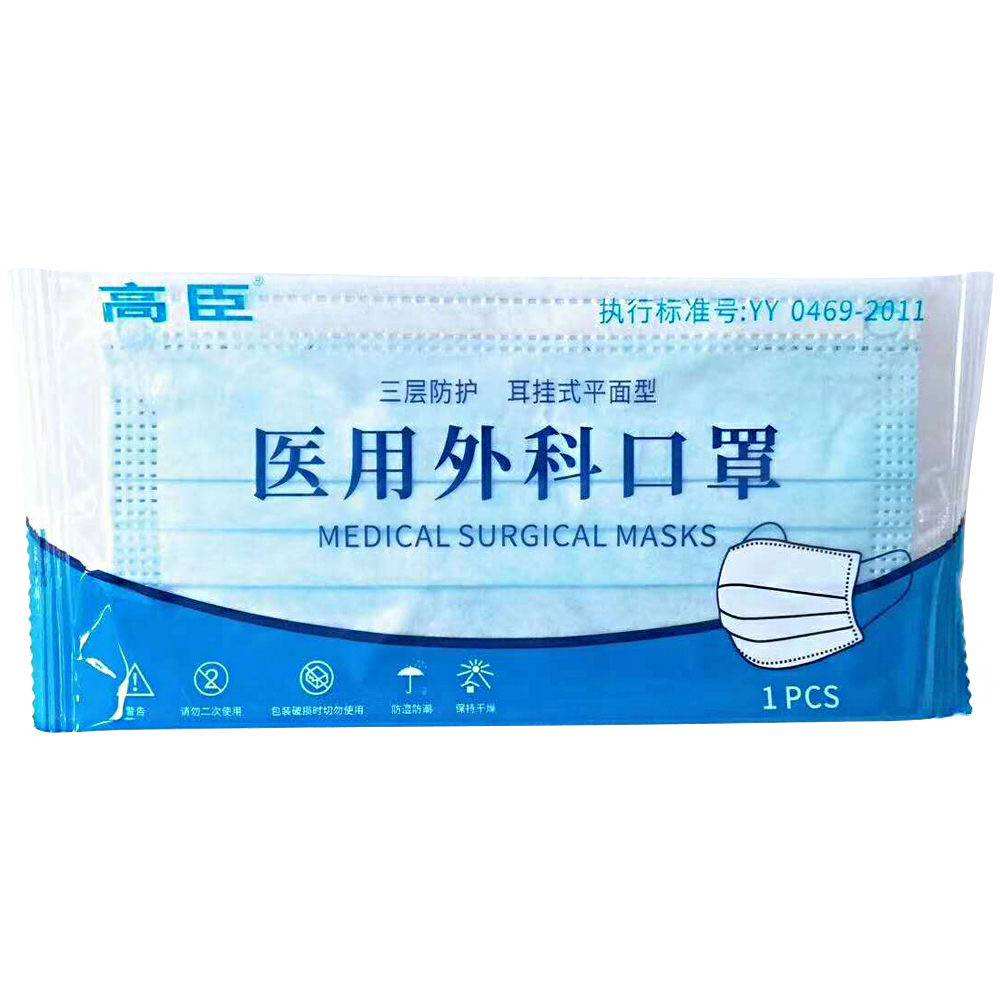 高臣®
执行标准号:YY 0469-2011
三层防护 耳挂式平面型
医用外科口罩
MEDICAL SURGICAL MASKS
警告
请勿二次使用
包装破损时切勿使用
防湿防潮
保持干燥
1 PCS